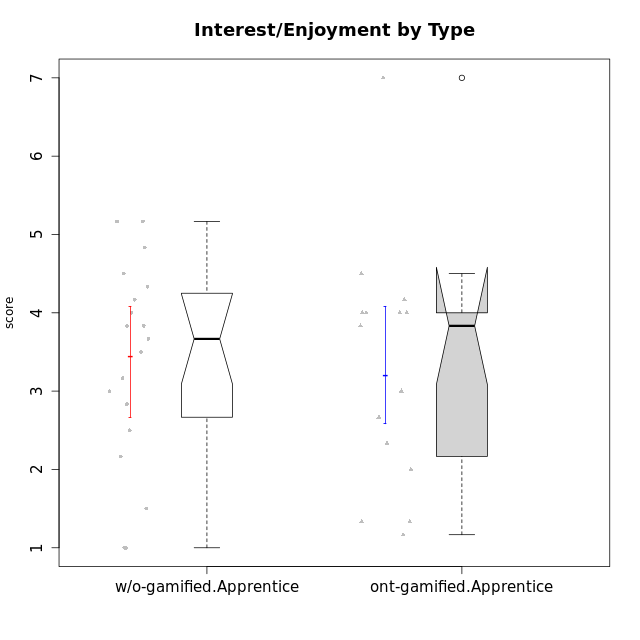 Interest/Enjoyment by Type
score
7
6
5
4
3
2
1
w/o-gamified.Apprentice
ont-gamified.Apprentice